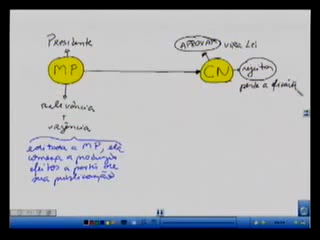 Presidente
APROVAR vira Lei
MP
CN
rejeitar
perde a
relevância
+
urgência
editada a MP, ela
começa a produzir
efeitos a partir de
sua publicação